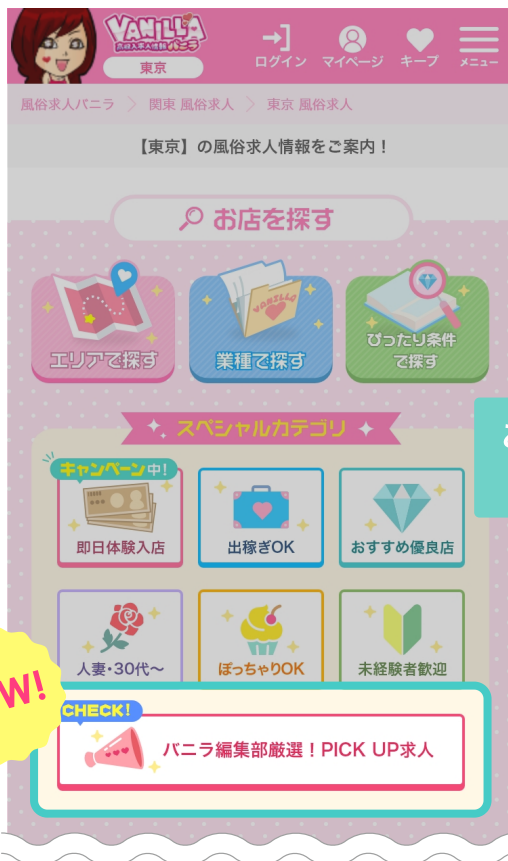 VANILLA
高収入求人情報 バニラ
東京
ログイン
マイページ
キープ
メニュー
風俗求人バニラ > 関東 風俗求人 > 東京 風俗求人
【東京】の風俗求人情報をご案内！
お店を探す
エリアで探す
VANILLA
業種で探す
ぴったり条件
で探す
スペシャルカテゴリ
キャンペーン中!
即日体験入店
出稼ぎOK
おすすめ優良店
人妻・30代〜
ぽっちゃりOK
未経験者歓迎
W!
CHECK!
バニラ編集部厳選！PICK UP求人